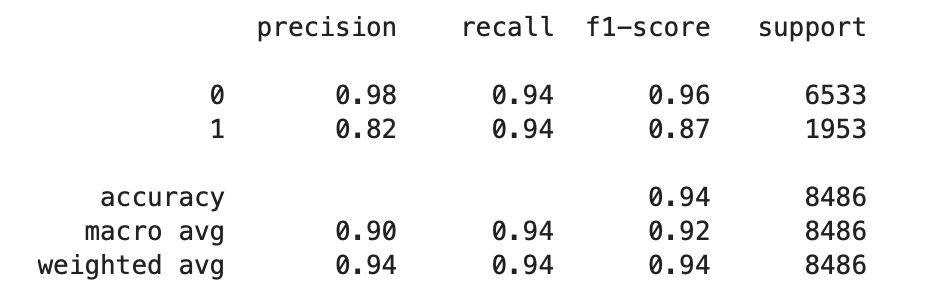 precision recall f1-score support
0 0.98 0.94 0.96 6533
1 0.82 0.94 0.87 1953
accuracy 0.94 8486
macro avg 0.90 0.94 0.92 8486
weighted avg 0.94 0.94 0.94 8486